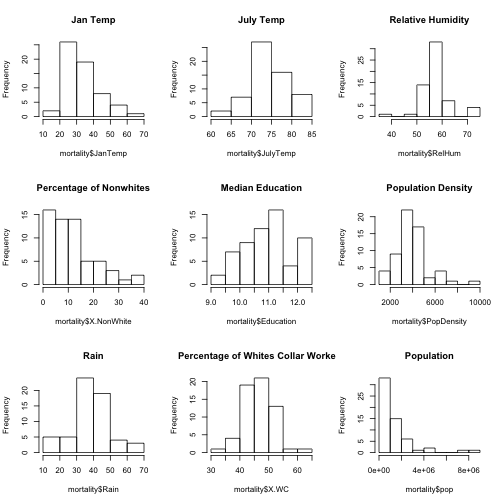 Jan Temp
Frequency
0 5 15 25
10 20 30 40 50 60 70
mortality$JanTemp
July Temp
Frequency
0 5 15 25
60 65 70 75 80 85
mortality$JulyTemp
Relative Humidity
Frequency
0 5 15 30
40 50 60 70
mortality$RelHum
Percentage of Nonwhites
Frequency
0 5 10 15
0 10 20 30 40
mortality$X.NonWhite
Median Education
Frequency
0 5 10 15
9.0 10.0 11.0 12.0
mortality$Education
Population Density
Frequency
0 5 10 20
2000 6000 10000
mortality$PopDensity
Rain
Frequency
0 5 10 20
10 20 30 40 50 60 70
mortality$Rain
Percentage of Whites Collar Worke
Frequency
0 5 10 20
30 40 50 60
mortality$X.WC
Population
Frequency
0 5 15 30
0e+00 4e+06 8e+06
mortality$pop